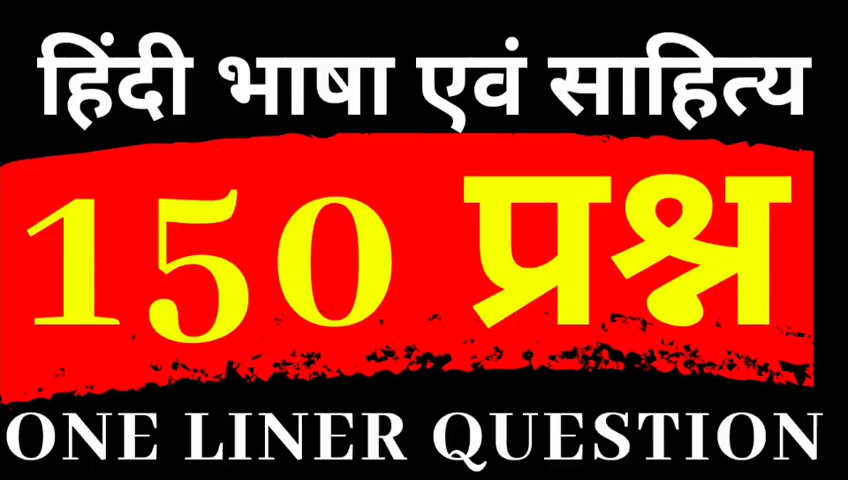 हिंदी भाषा एवं साहित्य
150 प्रश्न
ONE LINER QUESTION